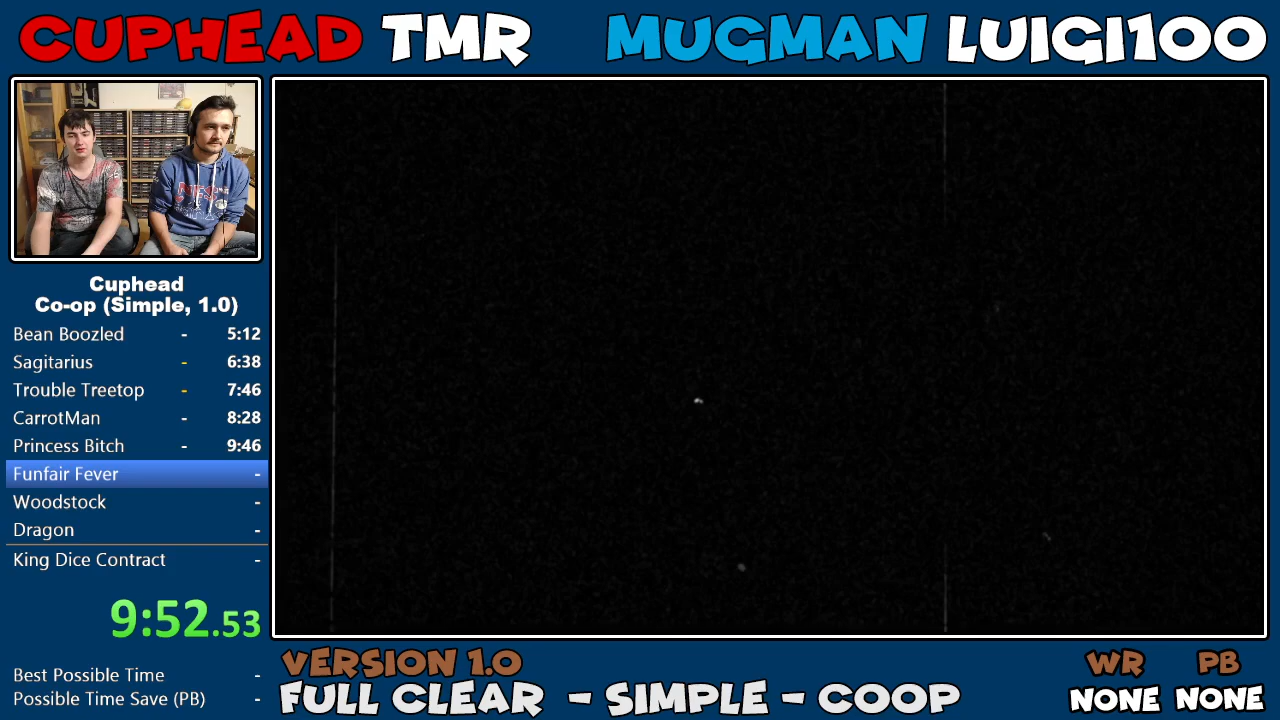 CUPHEAD TMR MUGMAN LUIGI100
Cuphead
Co-op (Simple, 1.0)
Bean Boozled - 5:12
Sagitarius - 6:38
Trouble Treetop - 7:46
CarrotMan - 8:28
Princess Bitch - 9:46
Funfair Fever -
Woodstock -
Dragon -
King Dice Contract -
9:52.53
Best Possible Time -
Possible Time Save (PB) -
VERSION 1.0
FULL CLEAR - SIMPLE - COOP
WR PB
NONE NONE